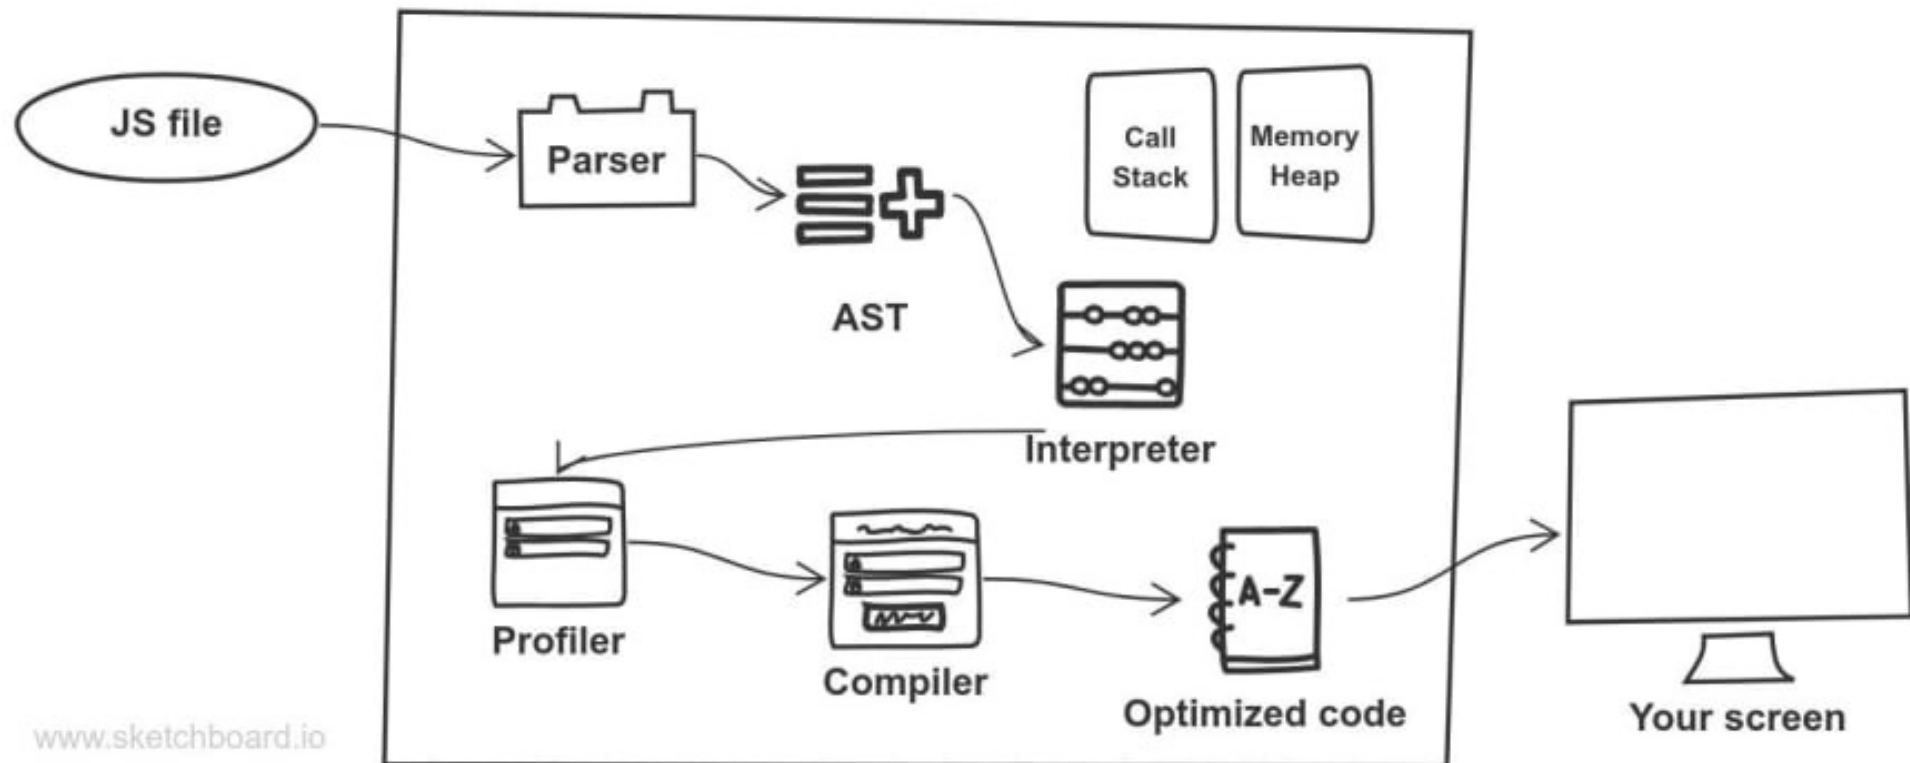 JS file
Parser
Call
Stack
Memory
Heap
AST
Interpreter
Profiler
Compiler
A-Z
Optimized code
Your screen
www.sketchboard.io